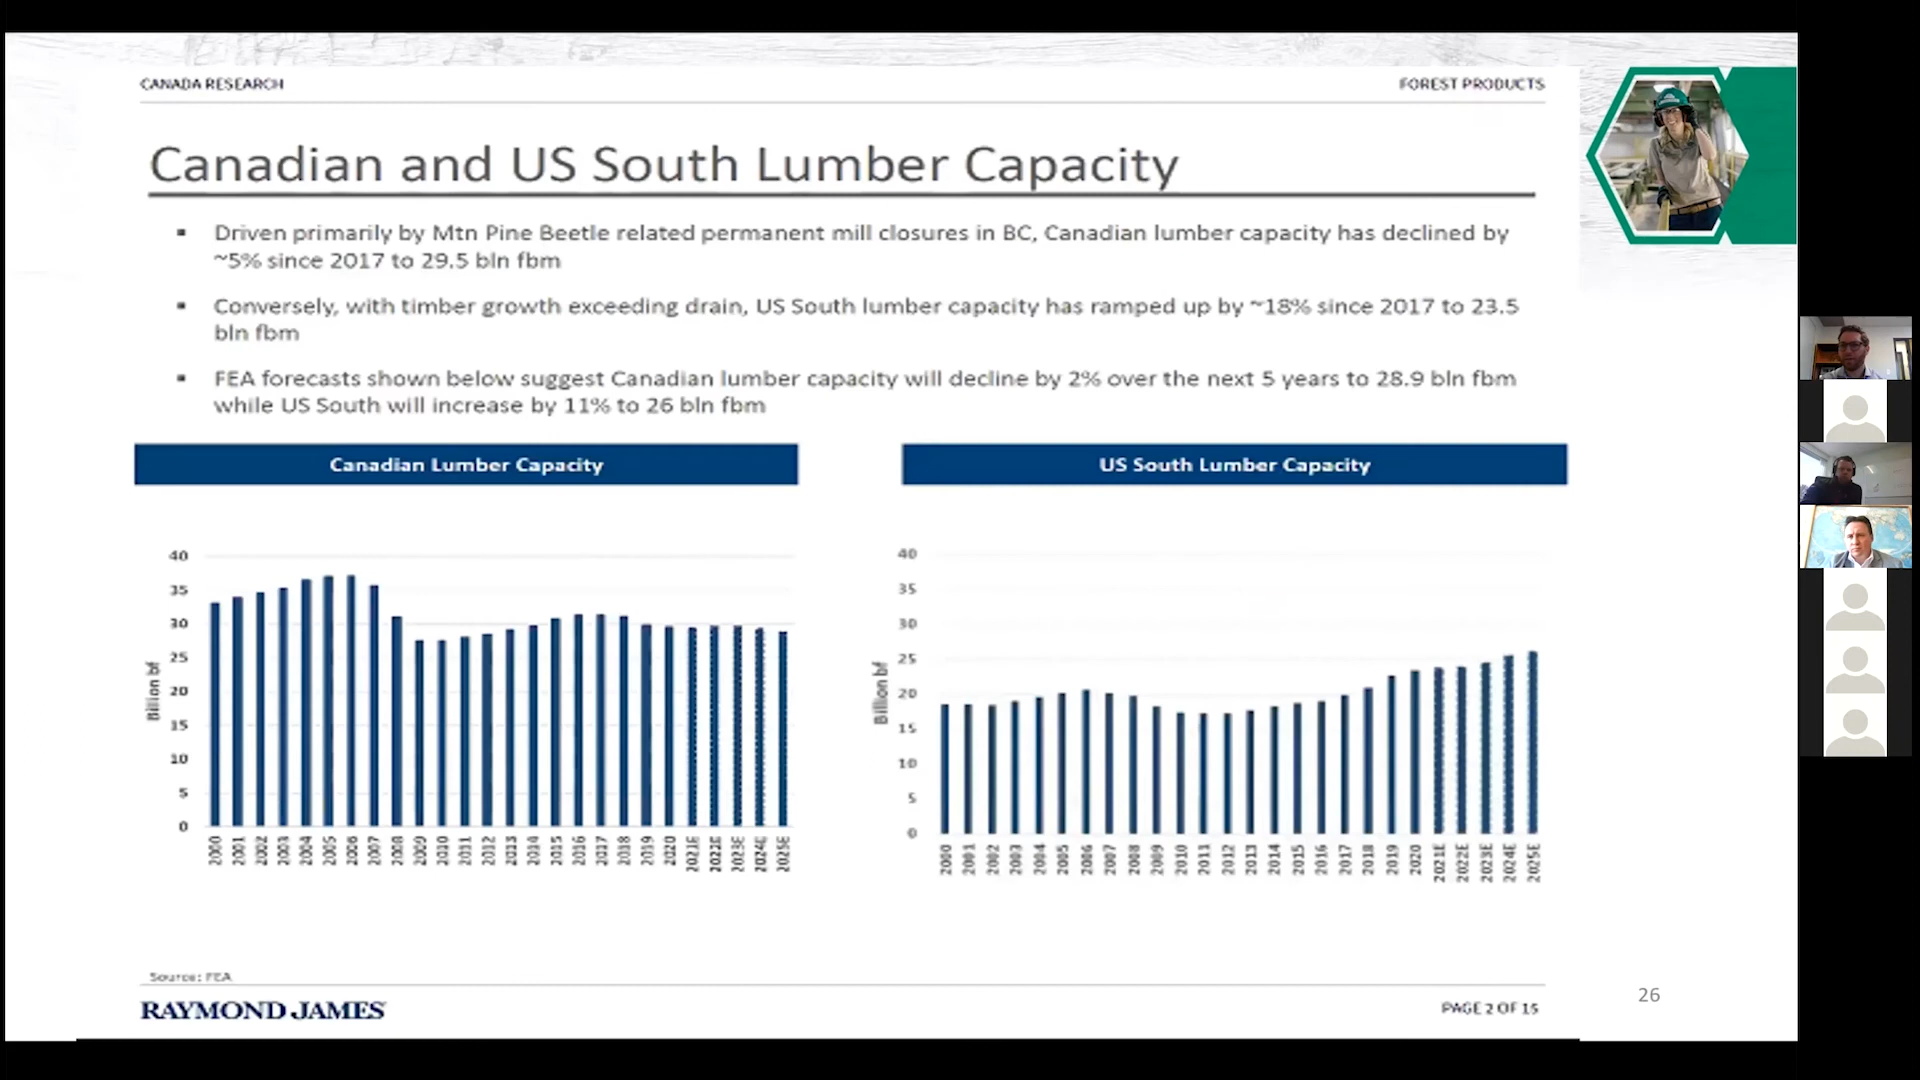 CANADA RESEARCH
FOREST PRODUCTS
Canadian and US South Lumber Capacity
▪ Driven primarily by Mtn Pine Beetle related permanent mill closures in BC, Canadian lumber capacity has declined by
~5% since 2017 to 29.5 bln fbm
▪ Conversely, with timber growth exceeding drain, US South lumber capacity has ramped up by ~18% since 2017 to 23.5
bln fbm
▪ FEA forecasts shown below suggest Canadian lumber capacity will decline by 2% over the next 5 years to 28.9 bln fbm
while US South will increase by 11% to 26 bln fbm
Canadian Lumber Capacity
40
35
30
25
20
15
10
5
0
Billion bf
2000 2001 2002 2003 2004 2005 2006 2007 2008 2009 2010 2011 2012 2013 2014 2015 2016 2017 2018 2019 2020 2021E 2022E 2023E 2024E 2025E
US South Lumber Capacity
40
35
30
25
20
15
10
5
0
Billion bf
2000 2001 2002 2003 2004 2005 2006 2007 2008 2009 2010 2011 2012 2013 2014 2015 2016 2017 2018 2019 2020 2021E 2022E 2023E 2024E 2025E
Source: FEA
RAYMOND JAMES
PAGE 2 OF 15
26